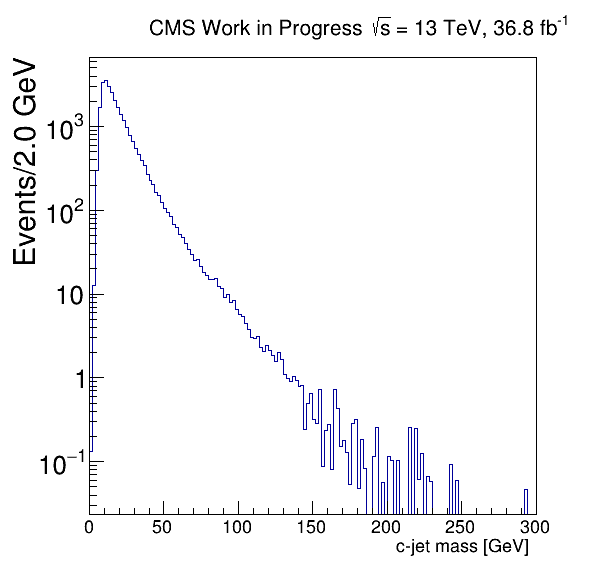 CMS Work in Progress √s = 13 TeV, 36.8 fb⁻¹
Events/2.0 GeV
10³
10²
10
1
10⁻¹
0 50 100 150 200 250 300
c-jet mass [GeV]